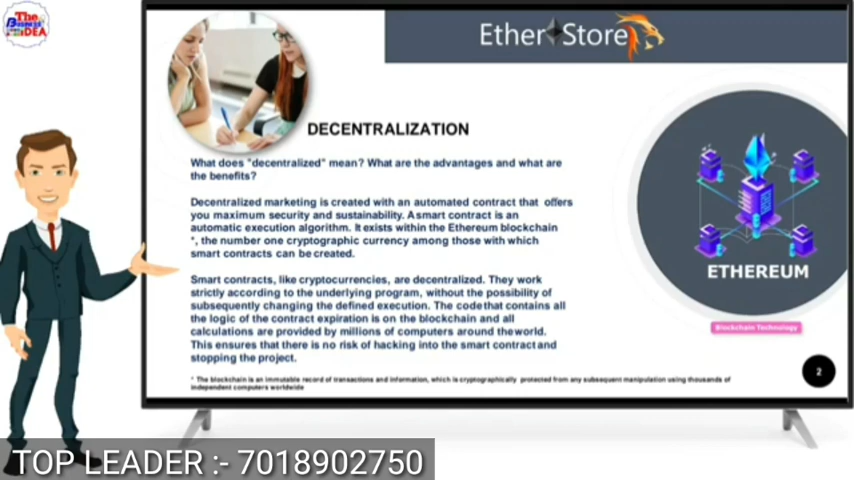 The
Business
IDEA
Ether Store
DECENTRALIZATION
What does "decentralized" mean? What are the advantages and what are
the benefits?
Decentralized marketing is created with an automated contract that offers
you maximum security and sustainability. A smart contract is an
automatic execution algorithm. It exists within the Ethereum blockchain
*, the number one cryptographic currency among those with which
smart contracts can be created.
Smart contracts, like cryptocurrencies, are decentralized. They work
strictly according to the underlying program, without the possibility of
subsequently changing the defined execution. The code that contains all
the logic of the contract expiration is on the blockchain and all
calculations are provided by millions of computers around the world.
This ensures that there is no risk of hacking into the smart contract and
stopping the project.
* The blockchain is an immutable record of transactions and information, which is cryptographically protected from any subsequent manipulation using thousands of
independent computers worldwide
ETHEREUM
Blockchain Technology
2
TOP LEADER :- 7018902750